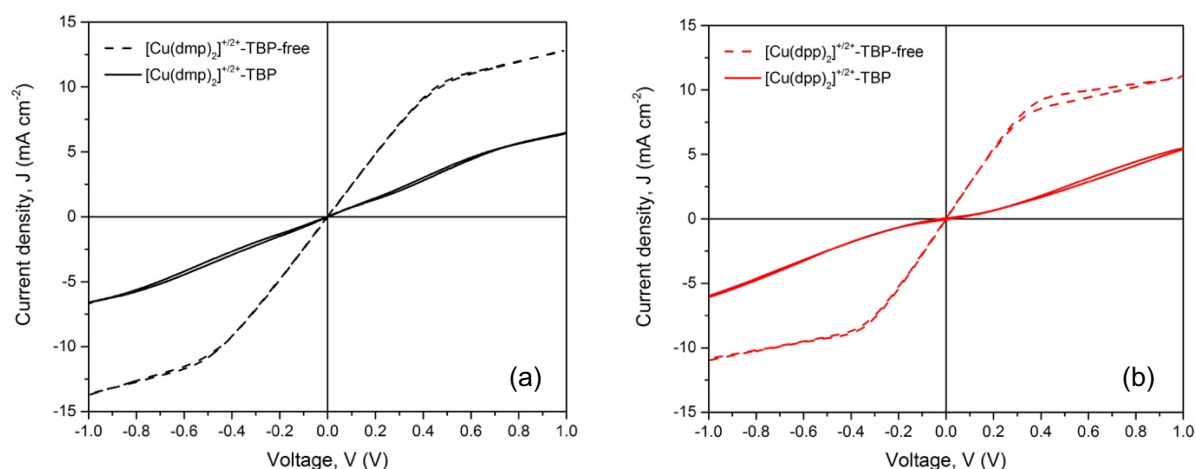 [Cu(dmp)₂]⁺ᐟ²⁺-TBP-free
[Cu(dmp)₂]⁺ᐟ²⁺-TBP
15
10
5
0
-5
-10
-15
-1.0 -0.8 -0.6 -0.4 -0.2 0.0 0.2 0.4 0.6 0.8 1.0
Current density, J (mA cm⁻²)
Voltage, V (V)
(a)
[Cu(dpp)₂]⁺ᐟ²⁺-TBP-free
[Cu(dpp)₂]⁺ᐟ²⁺-TBP
15
10
5
0
-5
-10
-15
-1.0 -0.8 -0.6 -0.4 -0.2 0.0 0.2 0.4 0.6 0.8 1.0
Current density, J (mA cm⁻²)
Voltage, V (V)
(b)